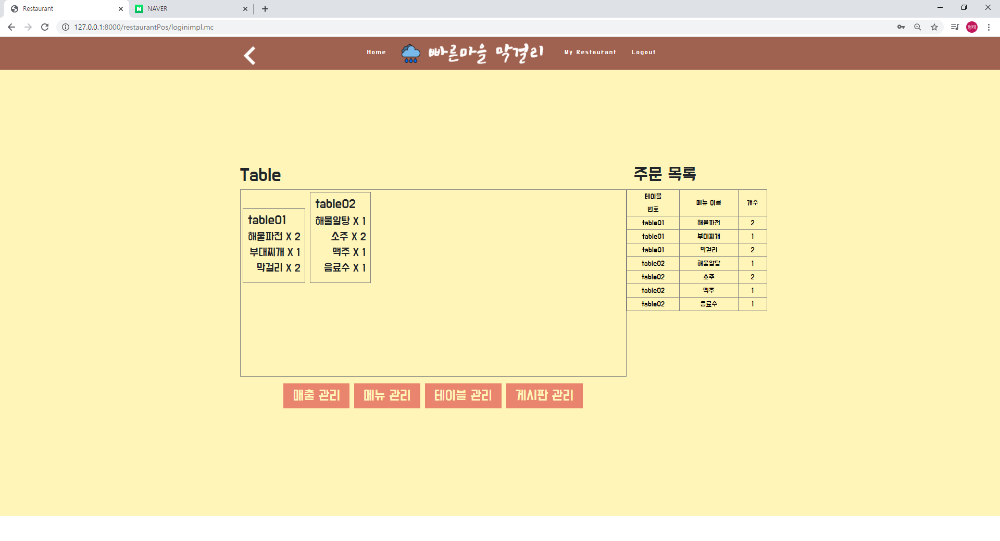 Restaurant
NAVER
127.0.0.1:8000/restaurantPos/loginimpl.mc
형태
Home
빠른마을 막걸리
My Restaurant
Logout
Table
table01
해물파전 X 2
부대찌개 X 1
막걸리 X 2
table02
해물알탕 X 1
소주 X 2
맥주 X 1
음료수 X 1
주문 목록
테이블
번호
메뉴 이름
개수
table01 해물파전 2
table01 부대찌개 1
table01 막걸리 2
table02 해물알탕 1
table02 소주 2
table02 맥주 1
table02 음료수 1
매출 관리
메뉴 관리
테이블 관리
게시판 관리